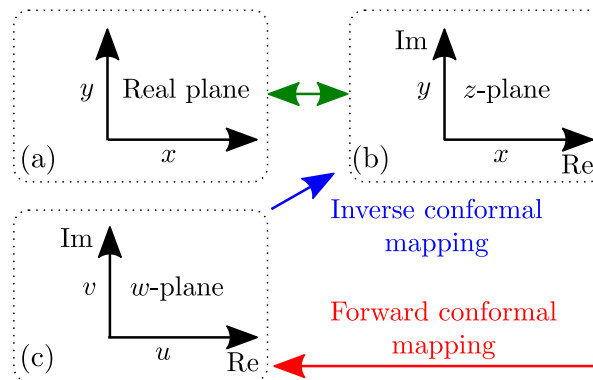 y
Real plane
x
(a)
Im
y
z-plane
x
(b)
Re
Inverse conformal
mapping
Im
v
w-plane
u
(c)
Re
Forward conformal
mapping